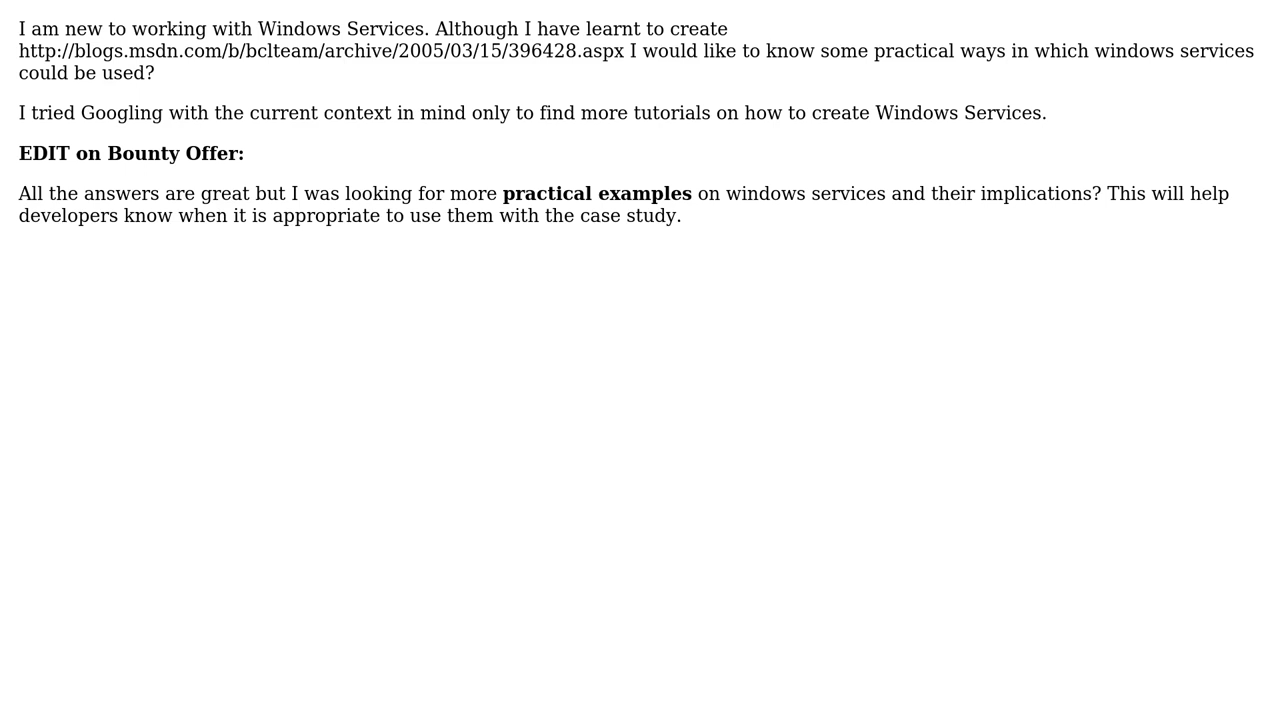 I am new to working with Windows Services. Although I have learnt to create
http://blogs.msdn.com/b/bclteam/archive/2005/03/15/396428.aspx I would like to know some practical ways in which windows services
could be used?
I tried Googling with the current context in mind only to find more tutorials on how to create Windows Services.
EDIT on Bounty Offer:
All the answers are great but I was looking for more practical examples on windows services and their implications? This will help
developers know when it is appropriate to use them with the case study.